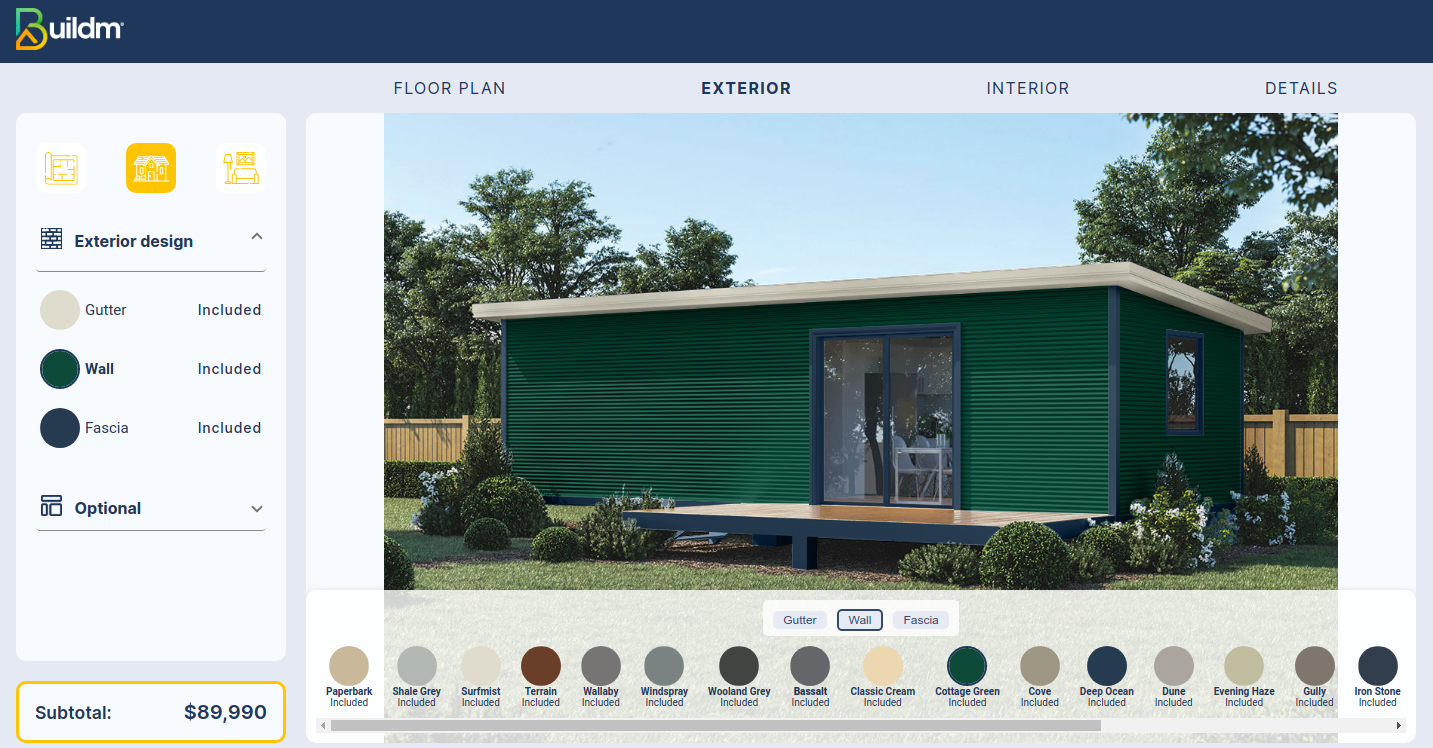 Buildm
FLOOR PLAN
EXTERIOR
INTERIOR
DETAILS
Exterior design
Gutter Included
Wall Included
Fascia Included
Optional
Subtotal: $89,990
Gutter Wall Fascia
Paperbark Shale Grey Surfmist Terrain Wallaby Windspray Wooland Grey Bassalt Classic Cream Cottage Green Cove Deep Ocean Dune Evening Haze Gully Iron Stone
Included Included Included Included Included Included Included Included Included Included Included Included Included Included Included Included